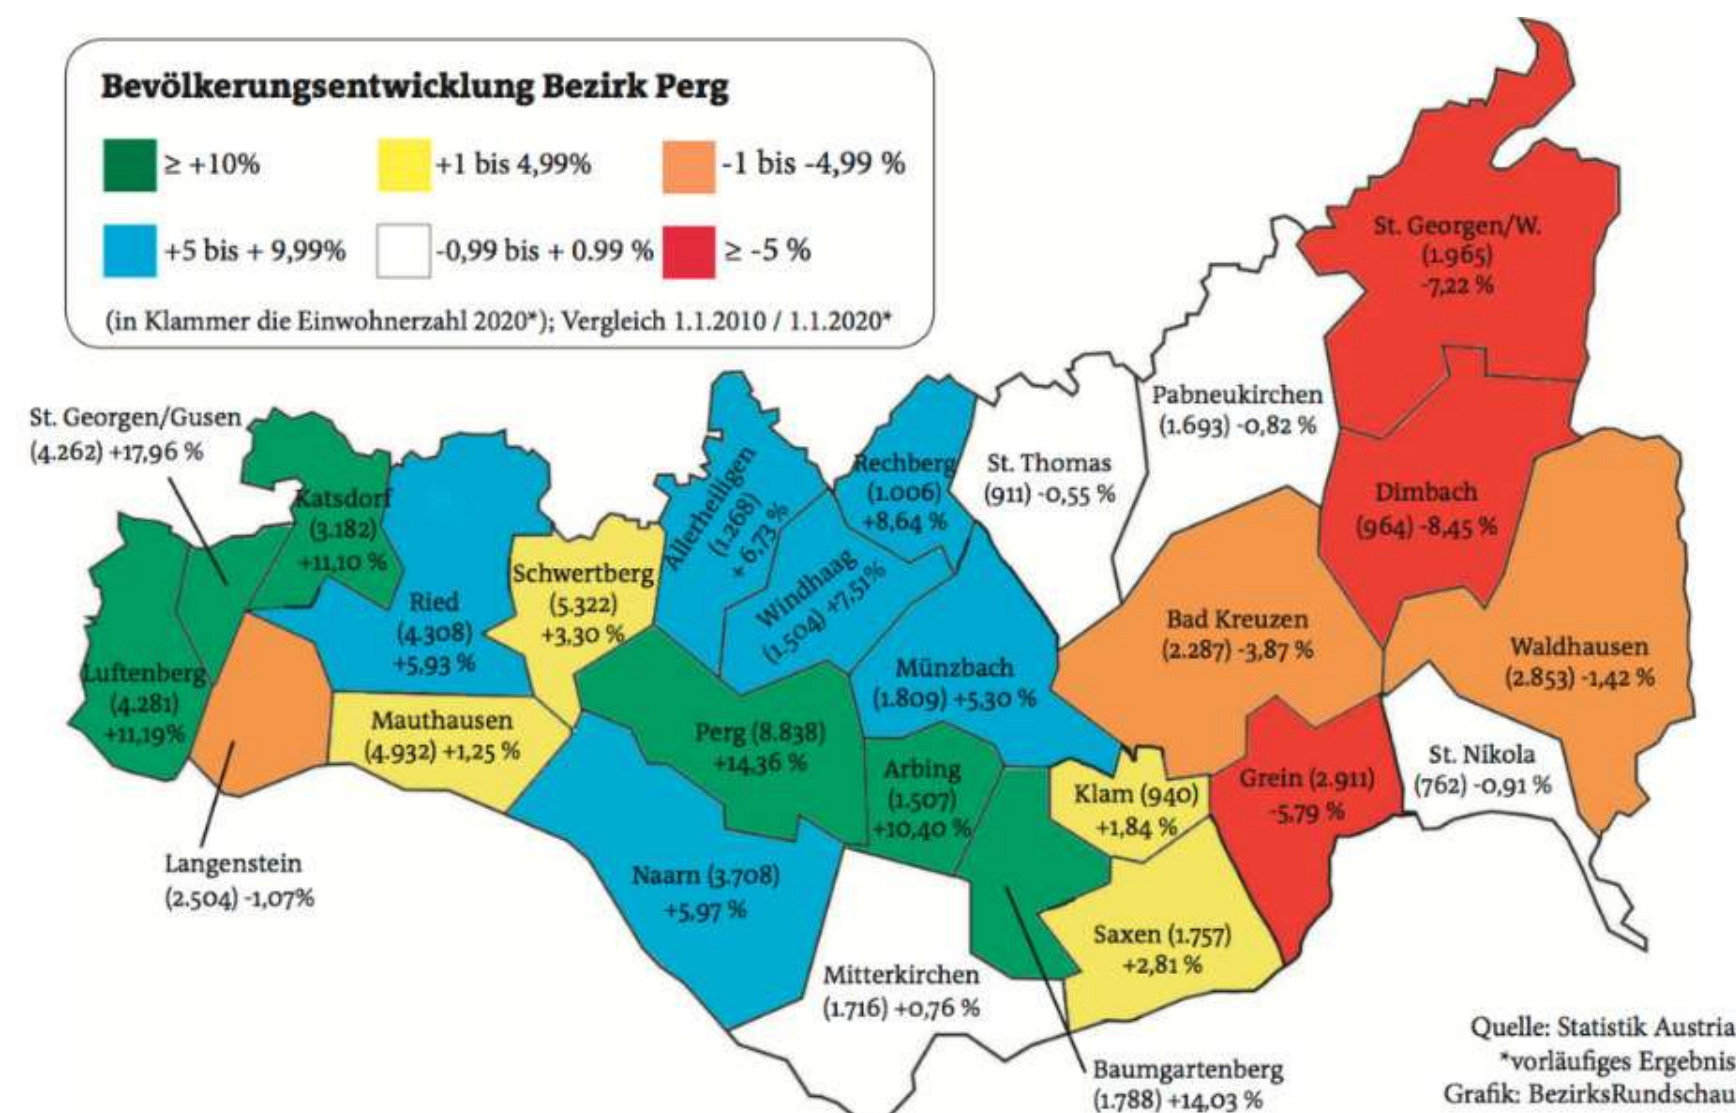 Bevölkerungsentwicklung Bezirk Perg
≥ +10%
+1 bis 4,99%
-1 bis -4,99 %
+5 bis + 9,99%
-0,99 bis + 0.99 %
≥ -5 %
(in Klammer die Einwohnerzahl 2020*); Vergleich 1.1.2010 / 1.1.2020*
St. Georgen/W.
(1.965)
-7,22 %
Pabneukirchen
(1.693) -0,82 %
St. Georgen/Gusen
(4.262) +17,96 %
Katsdorf
(3.182)
+11,10 %
Allerheiligen
(1.268)
+ 6,73 %
Rechberg
(1.006)
+8,64 %
St. Thomas
(911) -0,55 %
Dimbach
(964) -8,45 %
Ried
(4.308)
+5,93 %
Schwertberg
(5.322)
+3,30 %
Windhaag
(1.504) +7,51%
Bad Kreuzen
(2.287) -3,87 %
Waldhausen
(2.853) -1,42 %
Luftenberg
(4.281)
+11,19%
Münzbach
(1.809) +5,30 %
Mauthausen
(4.932) +1,25 %
Perg (8.838)
+14,36 %
Arbing
(1.507)
+10,40 %
Klam (940)
+1,84 %
Grein (2.911)
-5,79 %
St. Nikola
(762) -0,91 %
Langenstein
(2.504) -1,07%
Naarn (3.708)
+5,97 %
Saxen (1.757)
+2,81 %
Mitterkirchen
(1.716) +0,76 %
Baumgartenberg
(1.788) +14,03 %
Quelle: Statistik Austria
*vorläufiges Ergebnis
Grafik: BezirksRundschau